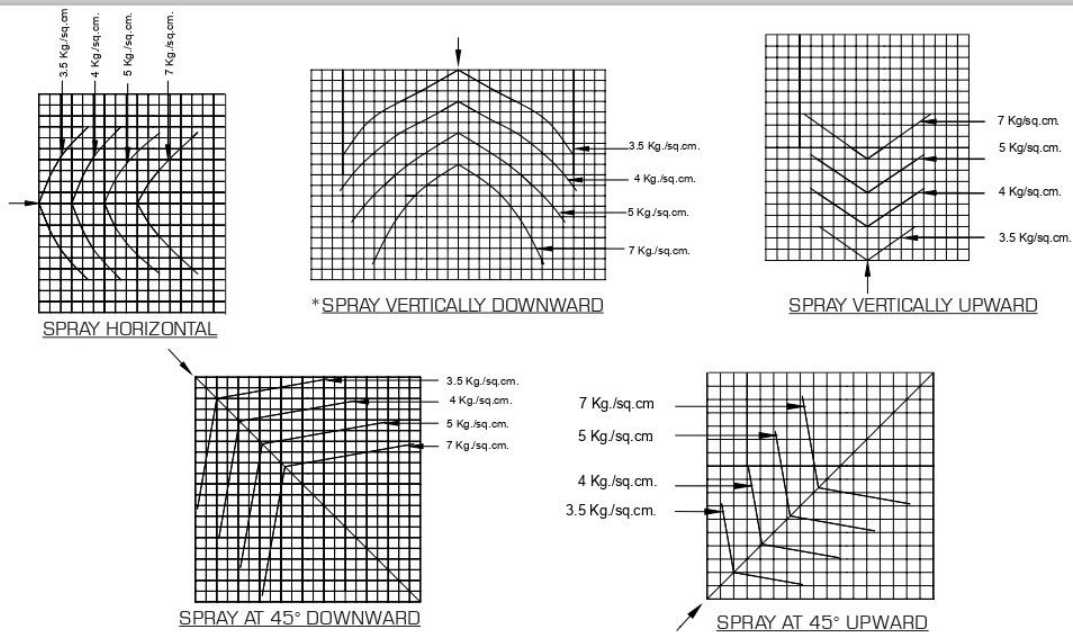 3.5 Kg./sq.cm
4 Kg./sq.cm.
5 Kg./sq.cm.
7 Kg./sq.cm.
SPRAY HORIZONTAL
3.5 Kg./sq.cm.
4 Kg./sq.cm.
5 Kg./sq.cm.
7 Kg./sq.cm.
*SPRAY VERTICALLY DOWNWARD
7 Kg/sq.cm.
5 Kg/sq.cm.
4 Kg/sq.cm.
3.5 Kg/sq.cm.
SPRAY VERTICALLY UPWARD
3.5 Kg./sq.cm.
4 Kg./sq.cm.
5 Kg./sq.cm.
7 Kg./sq.cm.
SPRAY AT 45° DOWNWARD
7 Kg./sq.cm
5 Kg./sq.cm
4 Kg./sq.cm.
3.5 Kg./sq.cm.
SPRAY AT 45° UPWARD